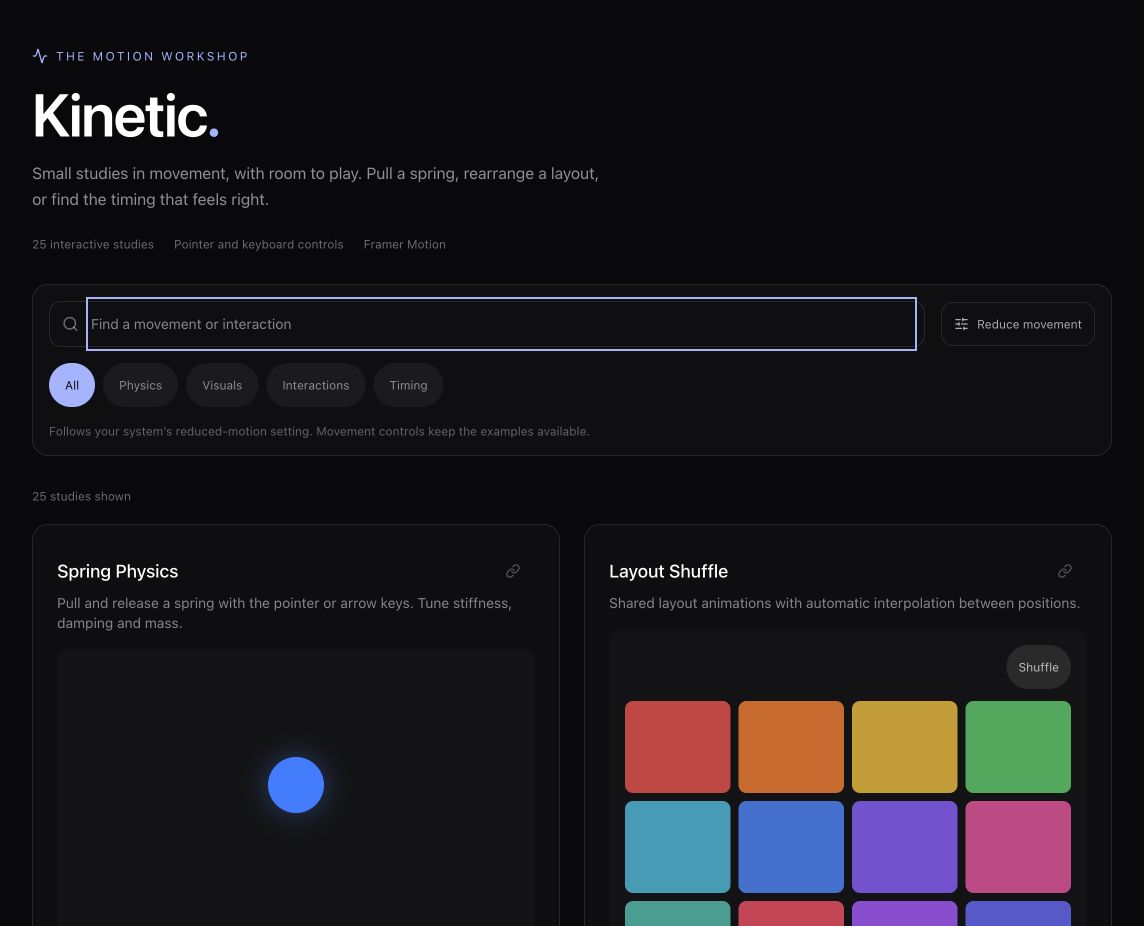 THE MOTION WORKSHOP
Kinetic.
Small studies in movement, with room to play. Pull a spring, rearrange a layout,
or find the timing that feels right.
25 interactive studies Pointer and keyboard controls Framer Motion
Find a movement or interaction Reduce movement
All Physics Visuals Interactions Timing
Follows your system's reduced-motion setting. Movement controls keep the examples available.
25 studies shown
Spring Physics
Pull and release a spring with the pointer or arrow keys. Tune stiffness,
damping and mass.
Layout Shuffle
Shared layout animations with automatic interpolation between positions.
Shuffle